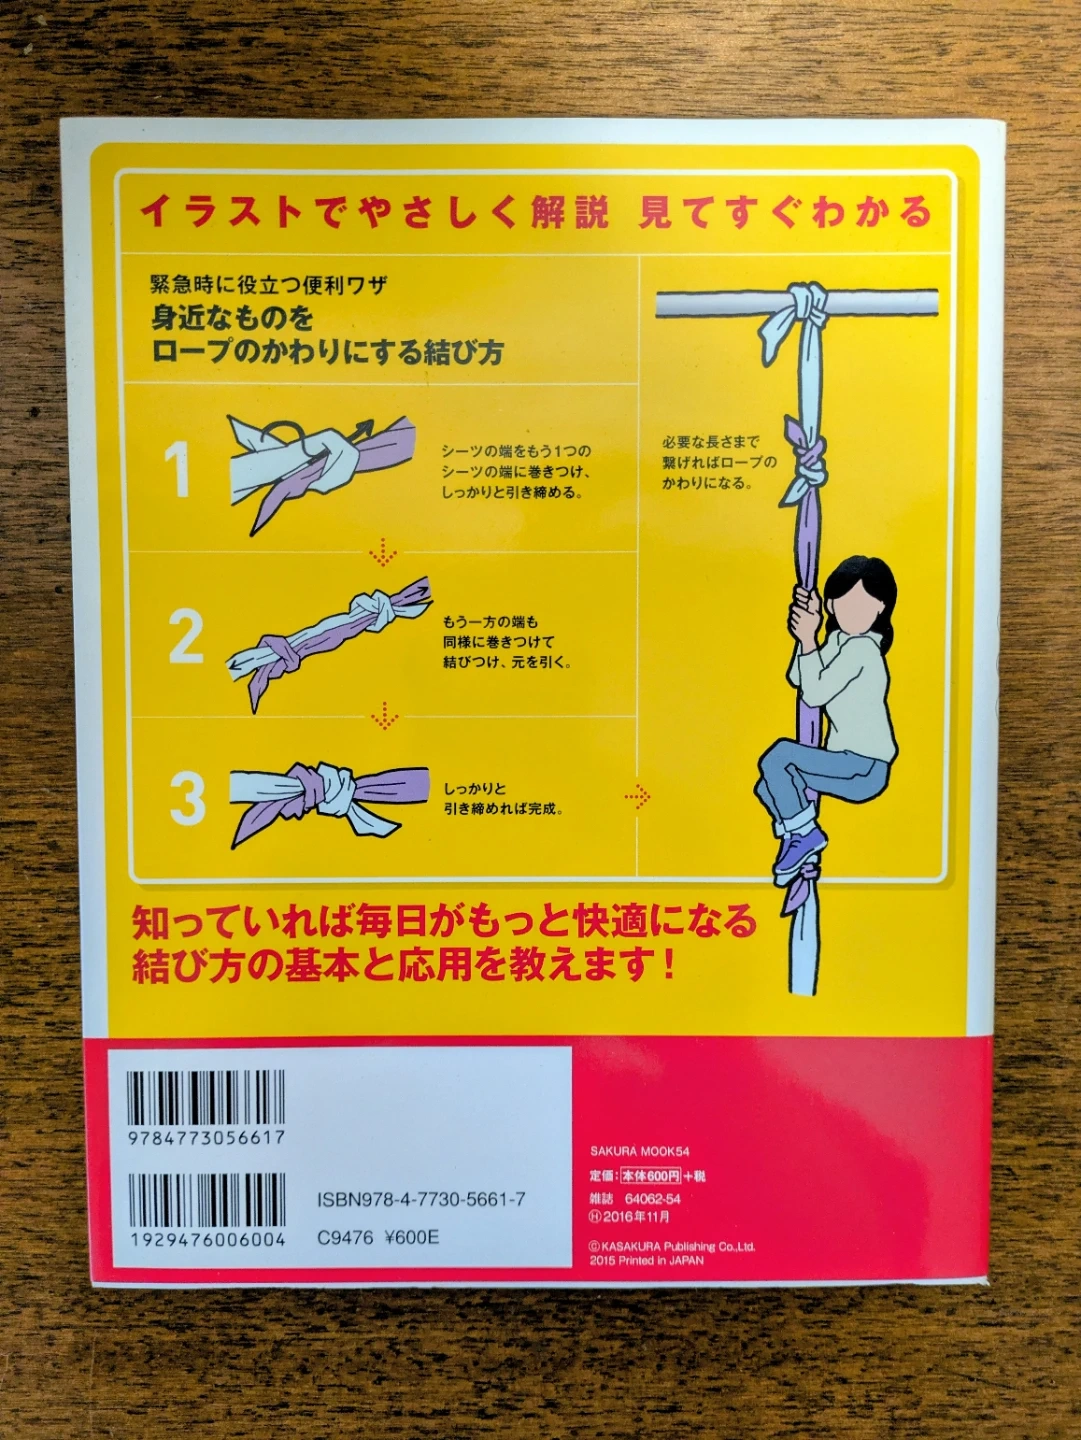 イラストでやさしく解説 見てすぐわかる
緊急時に役立つ便利ワザ
身近なものを
ロープのかわりにする結び方
1
シーツの端をもう1つの
シーツの端に巻きつけ、
しっかりと引き締める。
2
もう一方の端も
同様に巻きつけて
結びつけ、元を引く。
3
しっかりと
引き締めれば完成。
必要な長さまで
繋げればロープの
かわりになる。
知っていれば毎日がもっと快適になる
結び方の基本と応用を教えます!
9784773056617
1929476006004
ISBN978-4-7730-5661-7
C9476 ¥600E
SAKURA MOOK54
定価:本体600円+税
雑誌 64062-54
Ⓗ2016年11月
©KASAKURA Publishing Co.,Ltd.
2015 Printed in JAPAN